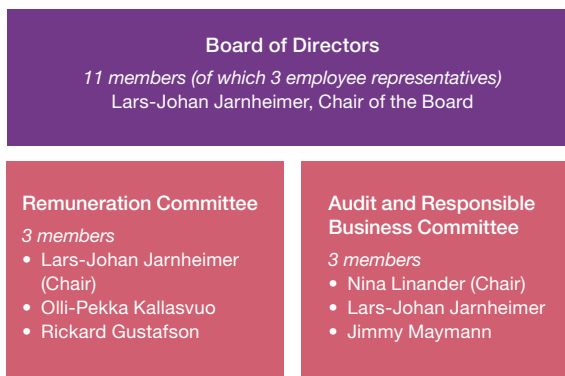 Board of Directors
11 members (of which 3 employee representatives)
Lars-Johan Jarnheimer, Chair of the Board
Remuneration Committee
3 members
• Lars-Johan Jarnheimer
(Chair)
• Olli-Pekka Kallasvuo
• Rickard Gustafson
Audit and Responsible
Business Committee
3 members
• Nina Linander (Chair)
• Lars-Johan Jarnheimer
• Jimmy Maymann